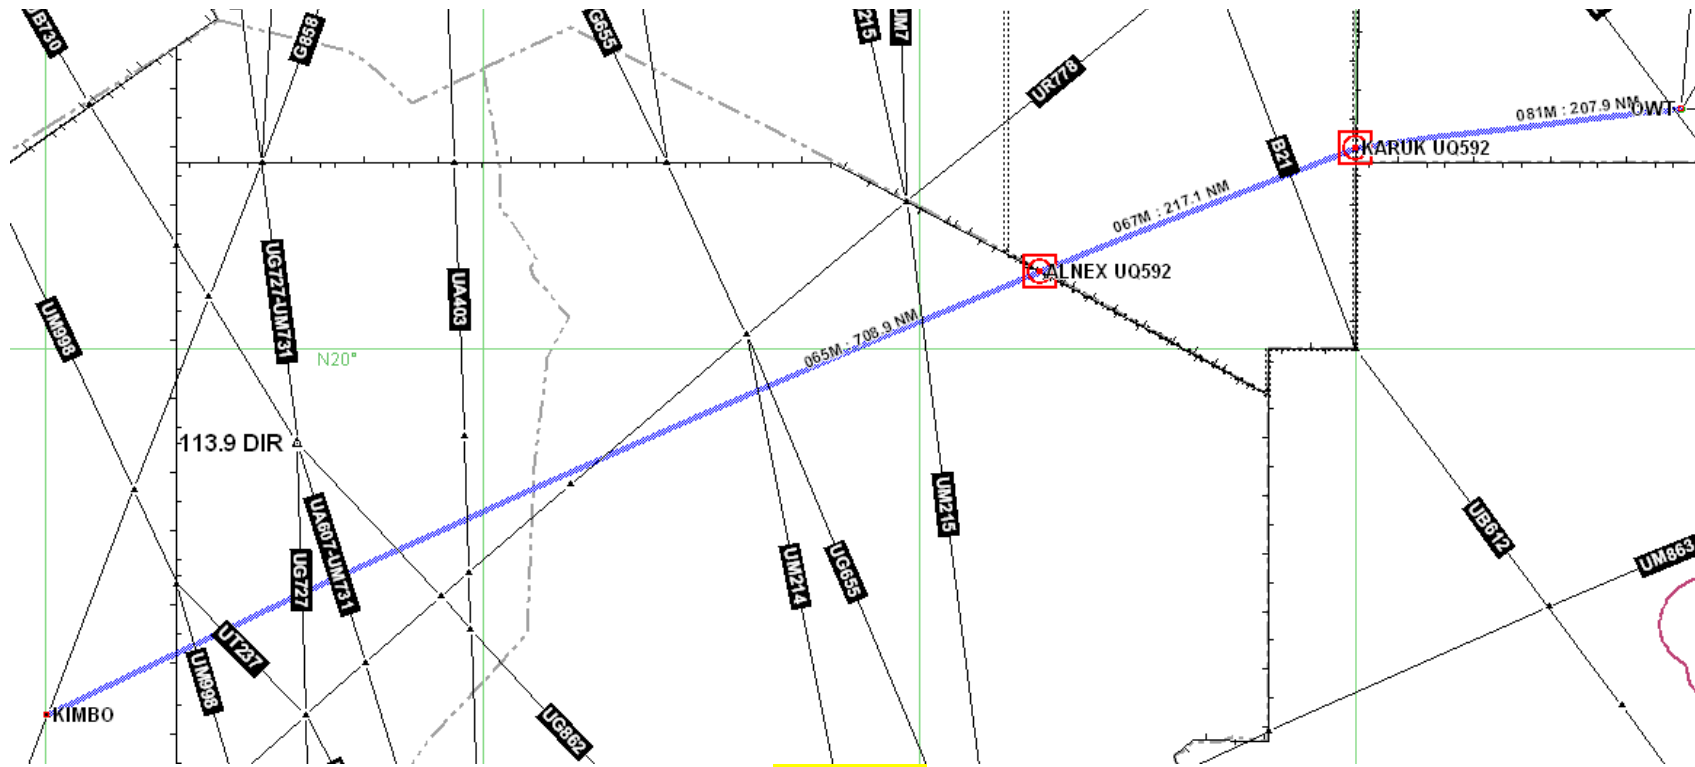 UB730
G858
G655
215
UM7
UR778
081M : 207.9 NM
OWT
B21
KARUK UQ592
067M : 217.1 NM
UG727-UM731
UA403
ALNEX UQ592
UM998
065M : 708.9 NM
N20°
113.9 DIR
UM215
UA607-UM731
UG727
UM214
UG655
UB612
UM863
UT237
UM998
KIMBO
UG862